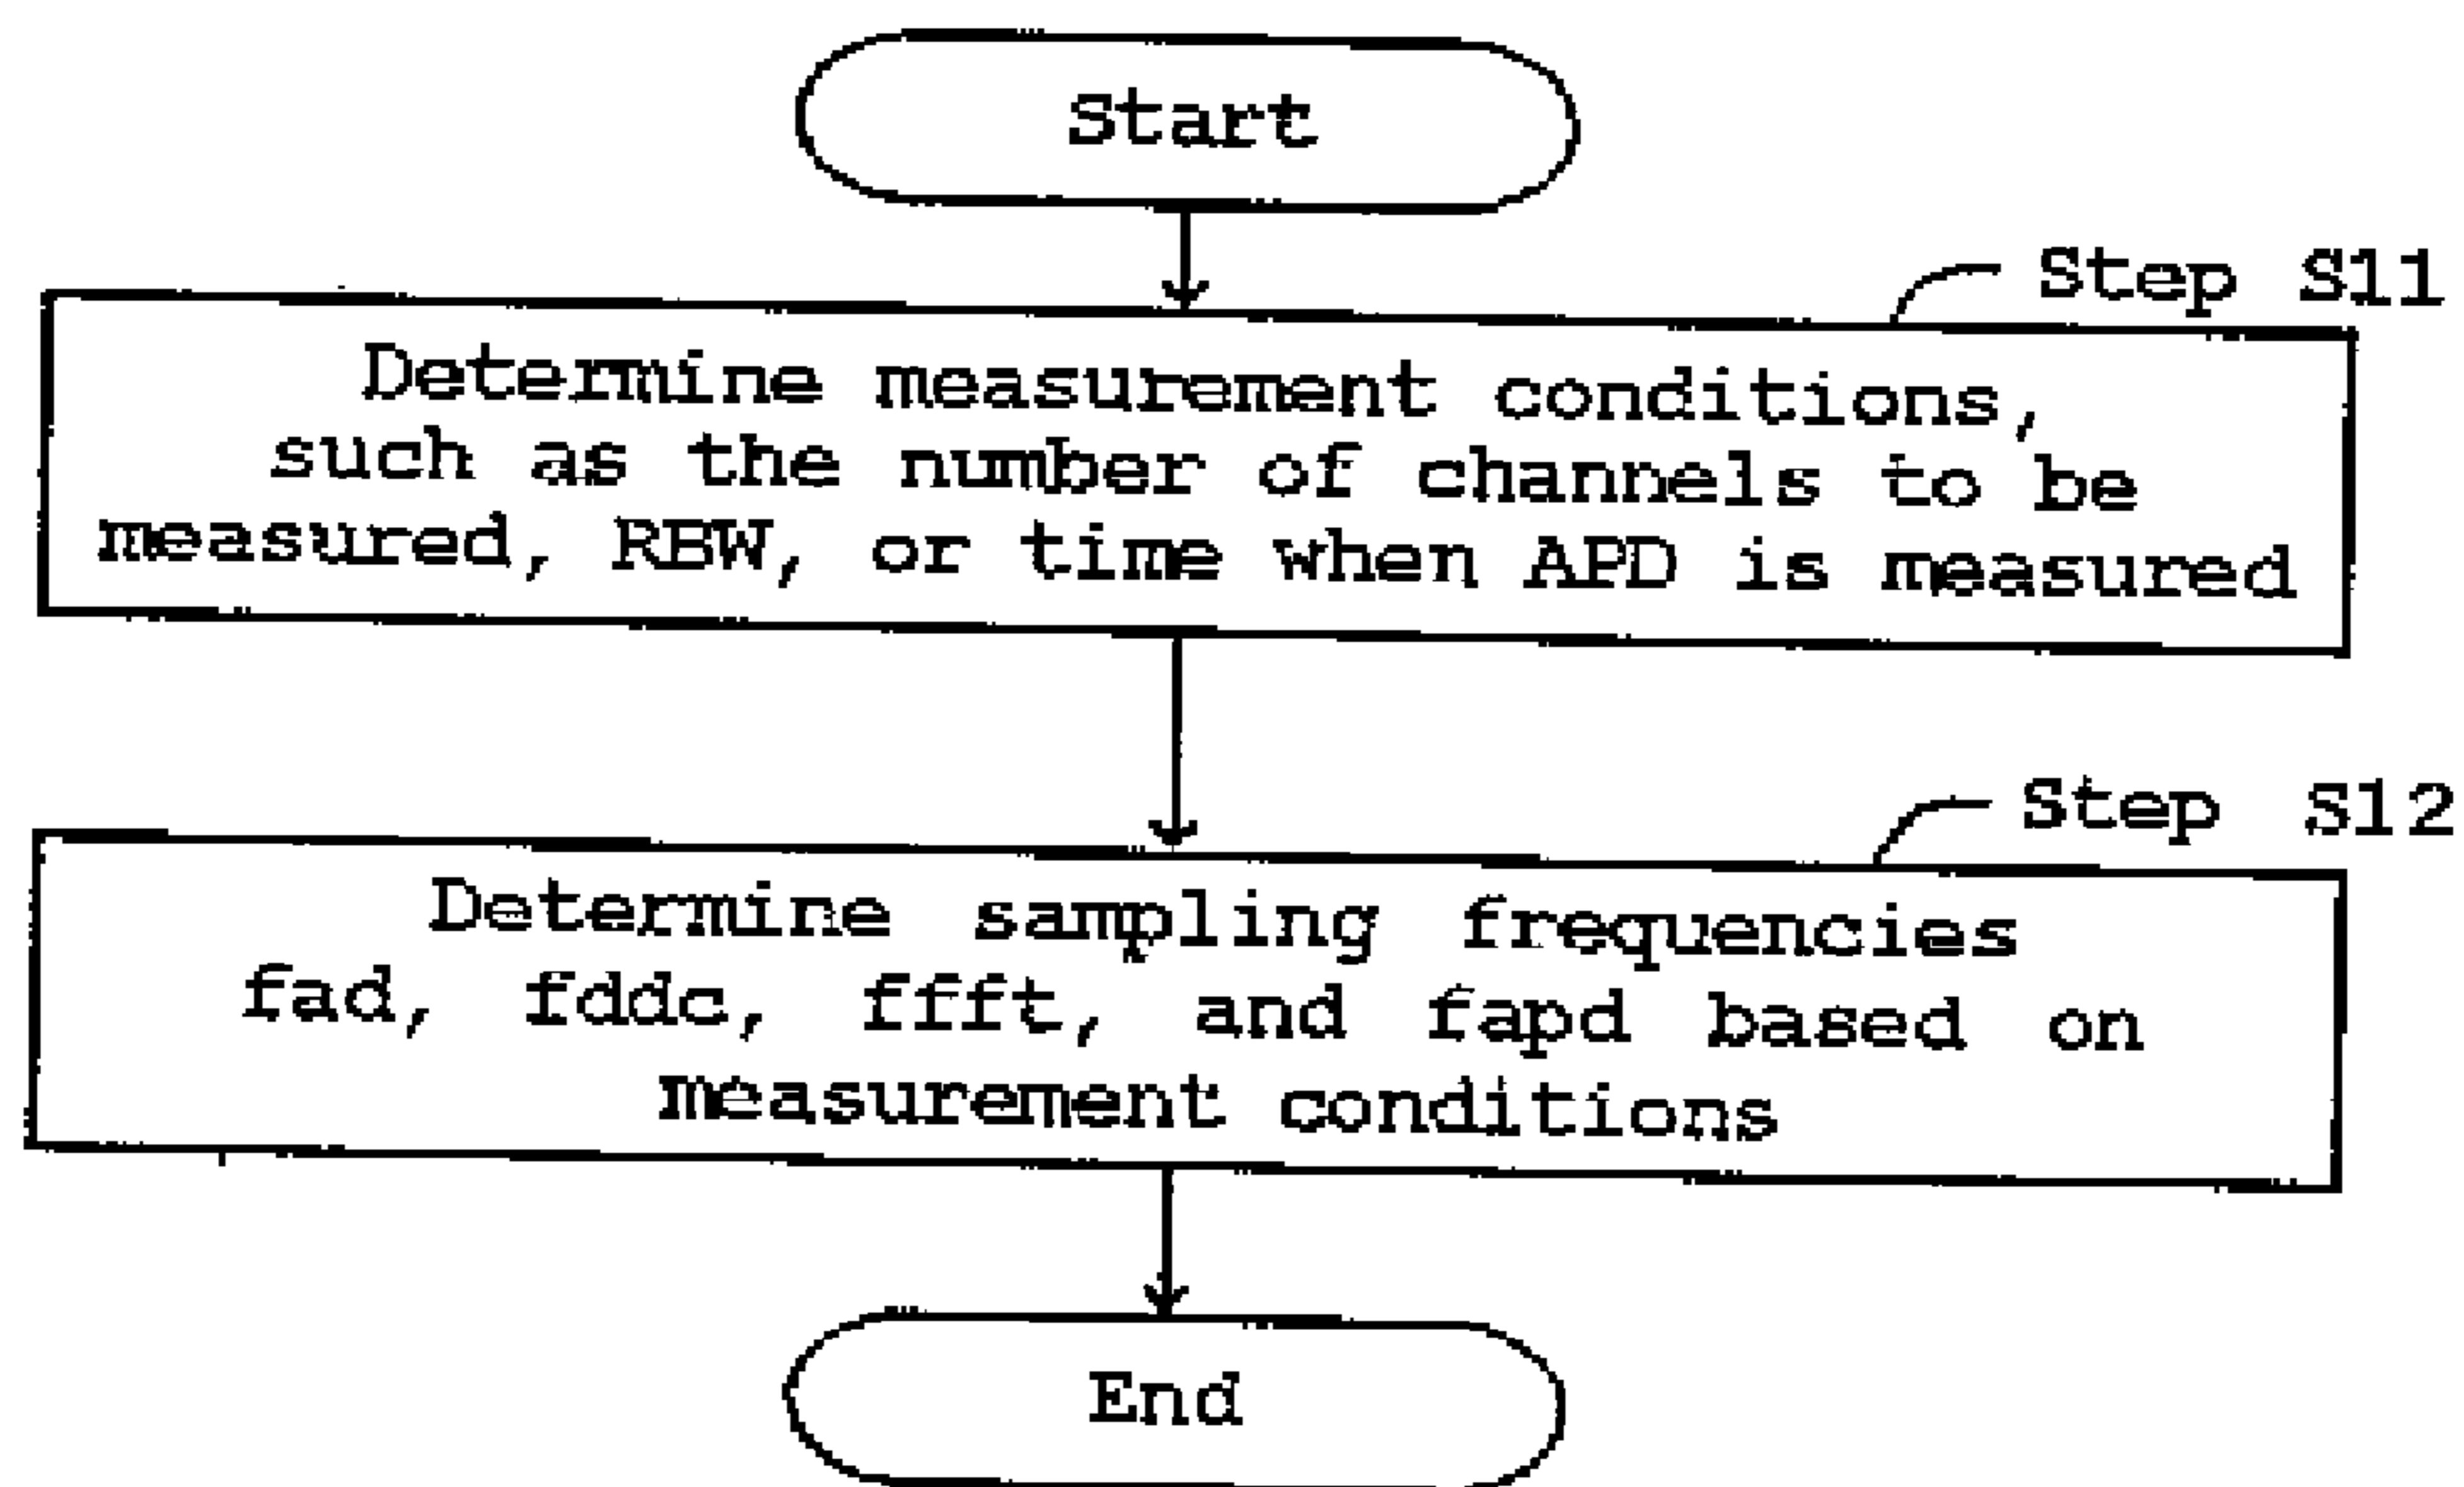 Start
Step S11
Determine measurement conditions,
such as the number of channels to be
measured, RBW, or time when APD is measured
Step S12
Determine sampling frequencies
fad, fddc, ffft, and fapd based on
measurement conditions
End